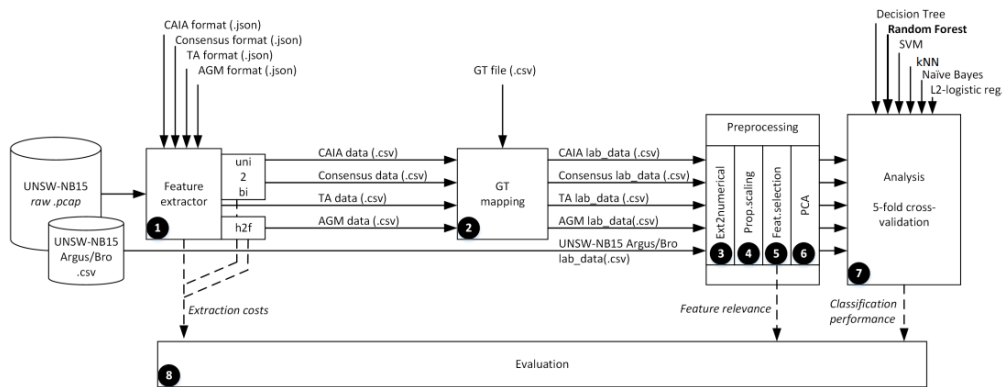 CAIA format (.json)
Consensus format (.json)
TA format (.json)
AGM format (.json)
GT file (.csv)
Decision Tree
Random Forest
SVM
kNN
Naïve Bayes
L2-logistic reg.
UNSW-NB15
raw .pcap
UNSW-NB15
Argus/Bro
.csv
Feature
extractor
1
uni
2
bi
h2f
CAIA data (.csv)
Consensus data (.csv)
TA data (.csv)
AGM data (.csv)
GT
mapping
2
CAIA lab_data (.csv)
Consensus lab_data (.csv)
TA lab_data (.csv)
AGM lab_data(.csv)
UNSW-NB15 Argus/Bro
lab_data(.csv)
Preprocessing
Ext2numerical
Prop.scaling
Feat.selection
PCA
3
4
5
6
Analysis
5-fold cross-
validation
7
Extraction costs
Feature relevance
Classification
performance
Evaluation
8